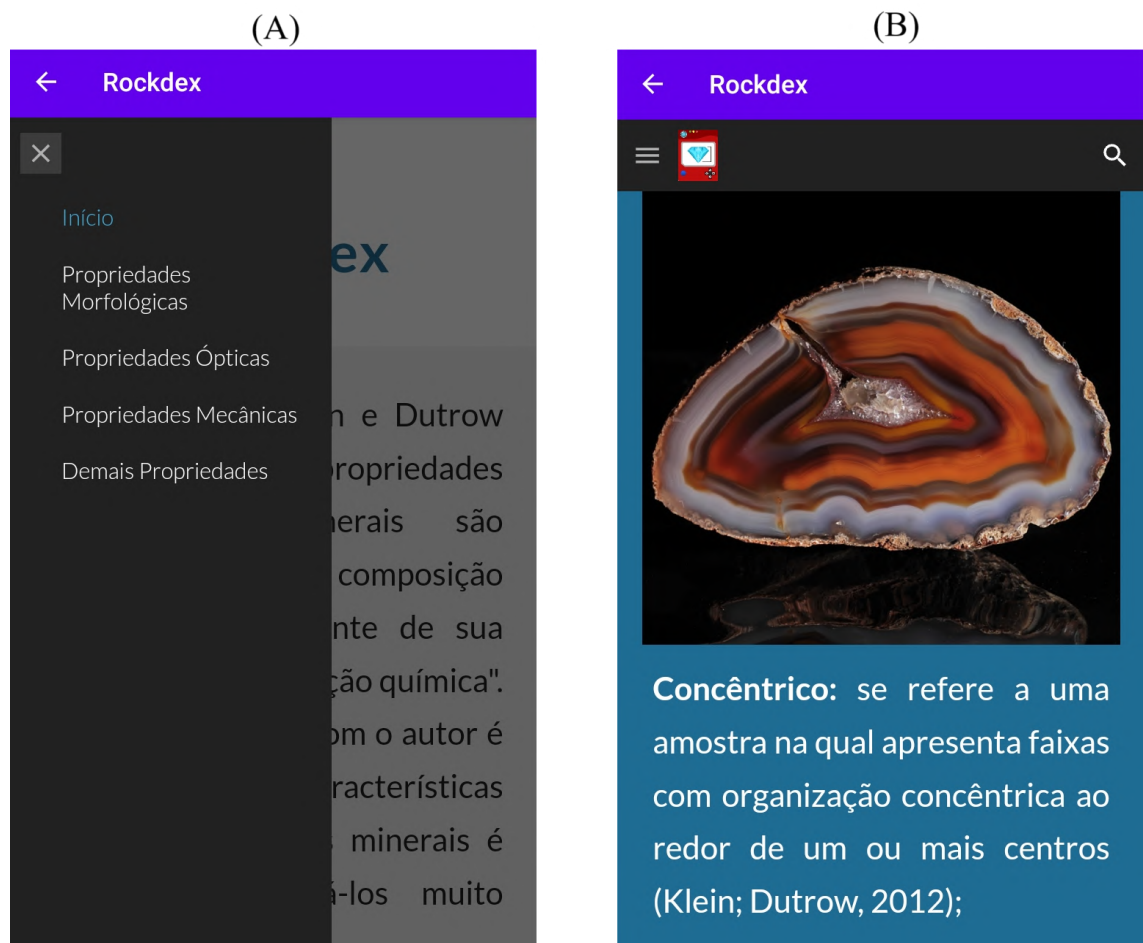 (A)
Rockdex
Início
Propriedades
Morfológicas
Propriedades Ópticas
Propriedades Mecânicas
Demais Propriedades
ex
n e Dutrow
ropriedades
nerais são
composição
nte de sua
ção química".
om o autor é
racterísticas
minerais é
á-los muito
(B)
Rockdex
Concêntrico: se refere a uma
amostra na qual apresenta faixas
com organização concêntrica ao
redor de um ou mais centros
(Klein; Dutrow, 2012);